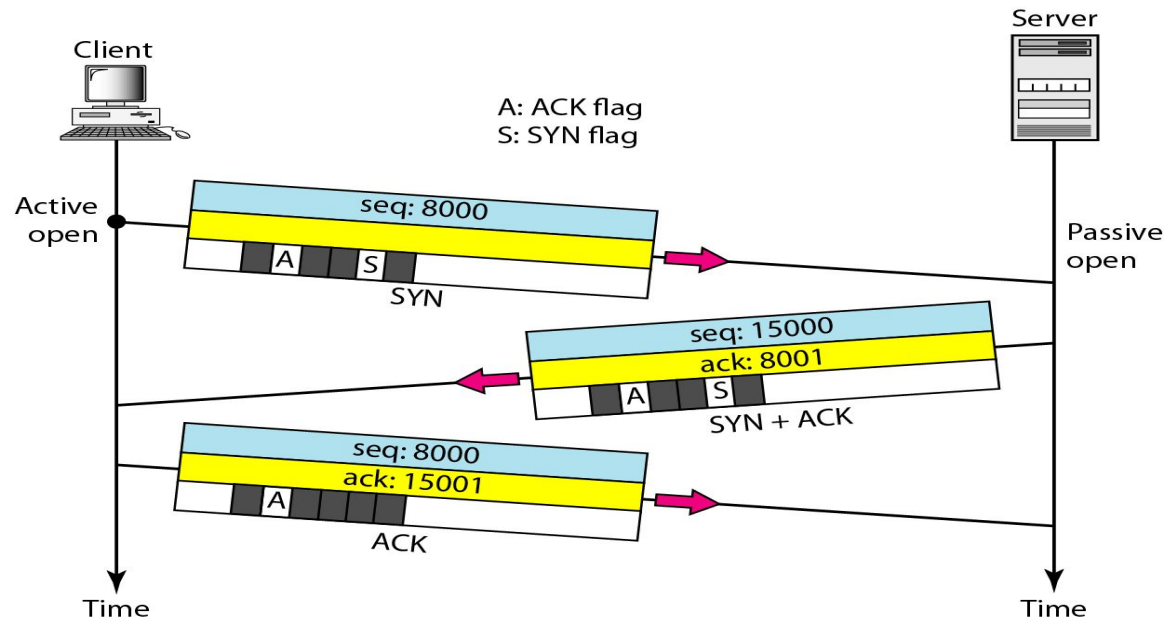 Client
Server
A: ACK flag
S: SYN flag
Active
open
seq: 8000
A S
SYN
Passive
open
seq: 15000
ack: 8001
A S
SYN + ACK
seq: 8000
ack: 15001
A
ACK
Time
Time